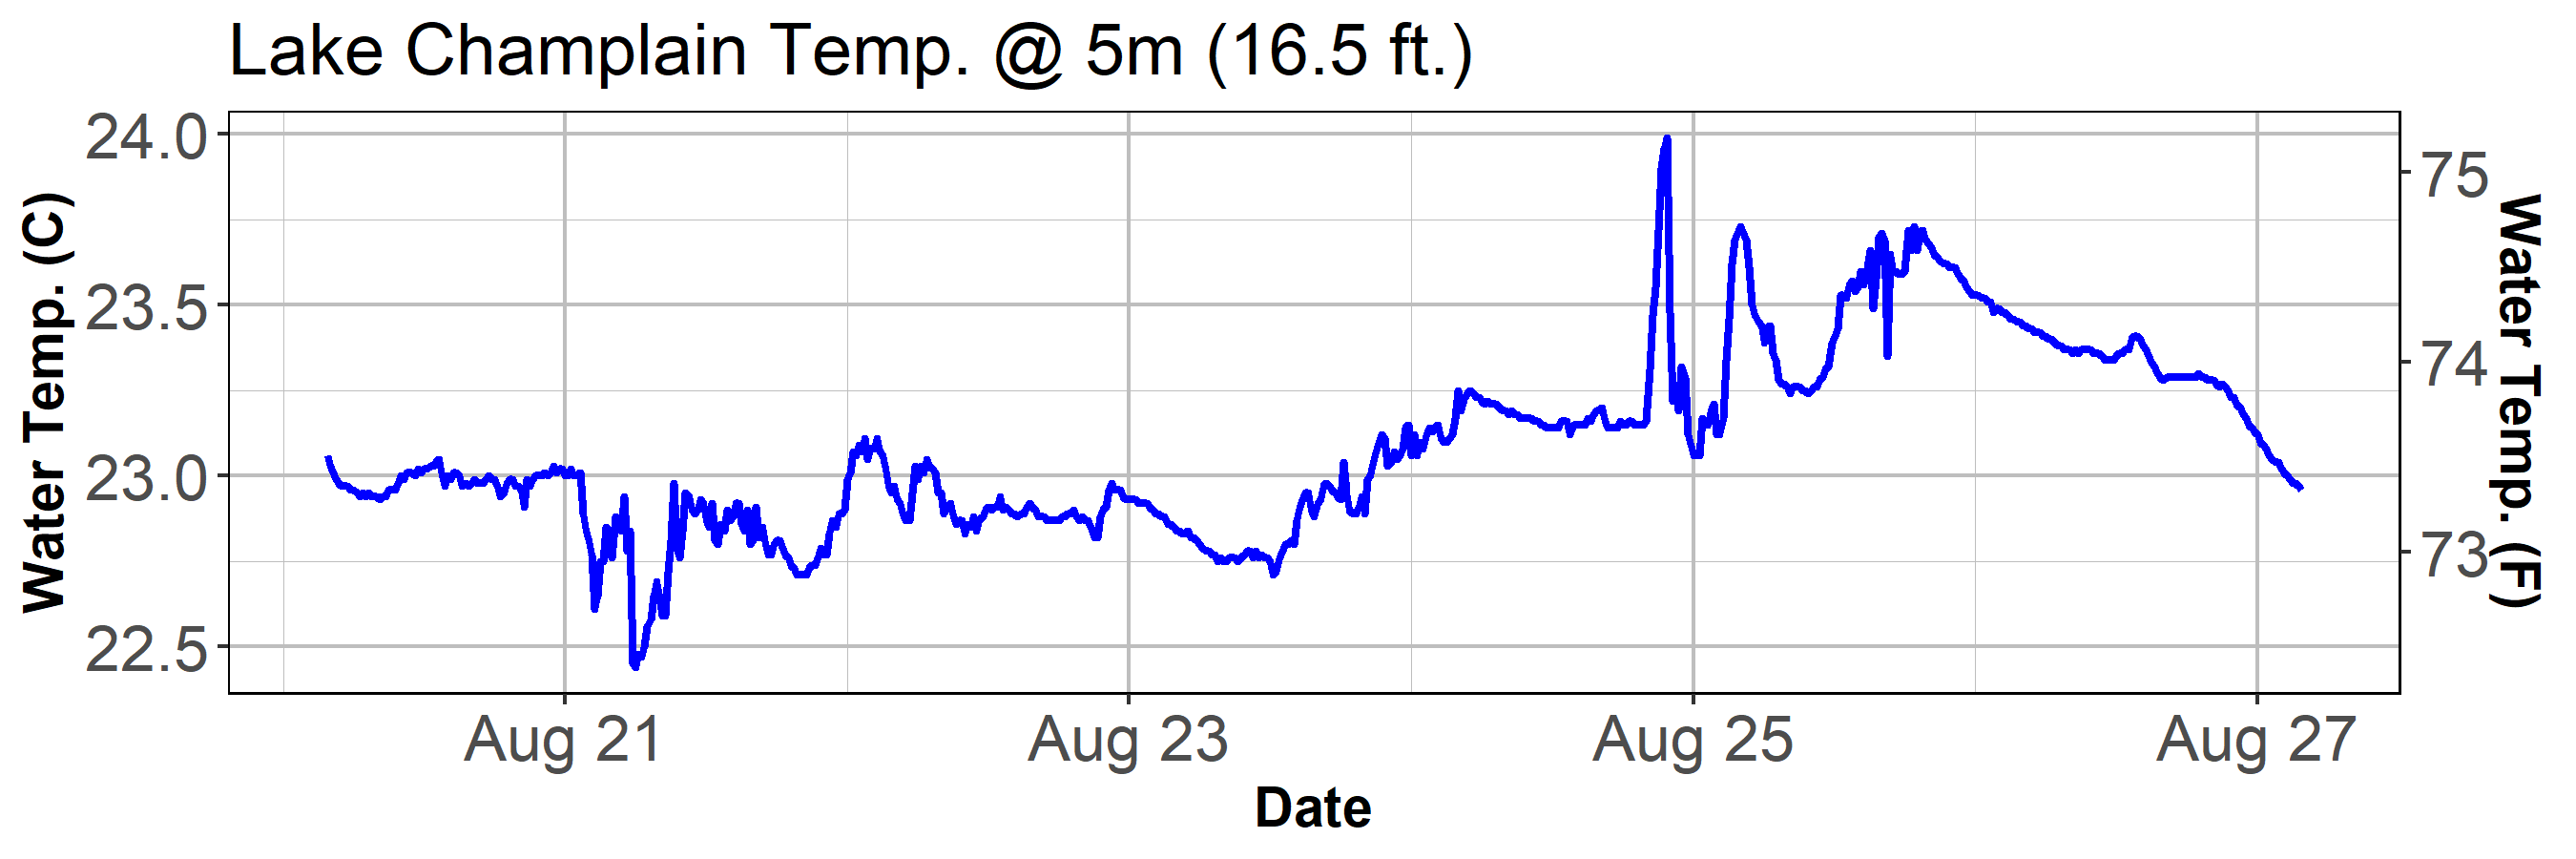 Lake Champlain Temp. @ 5m (16.5 ft.)
Water Temp. (C)
24.0
23.5
23.0
22.5
75
74
73
Water Temp. (F)
Aug 21 Aug 23 Aug 25 Aug 27
Date